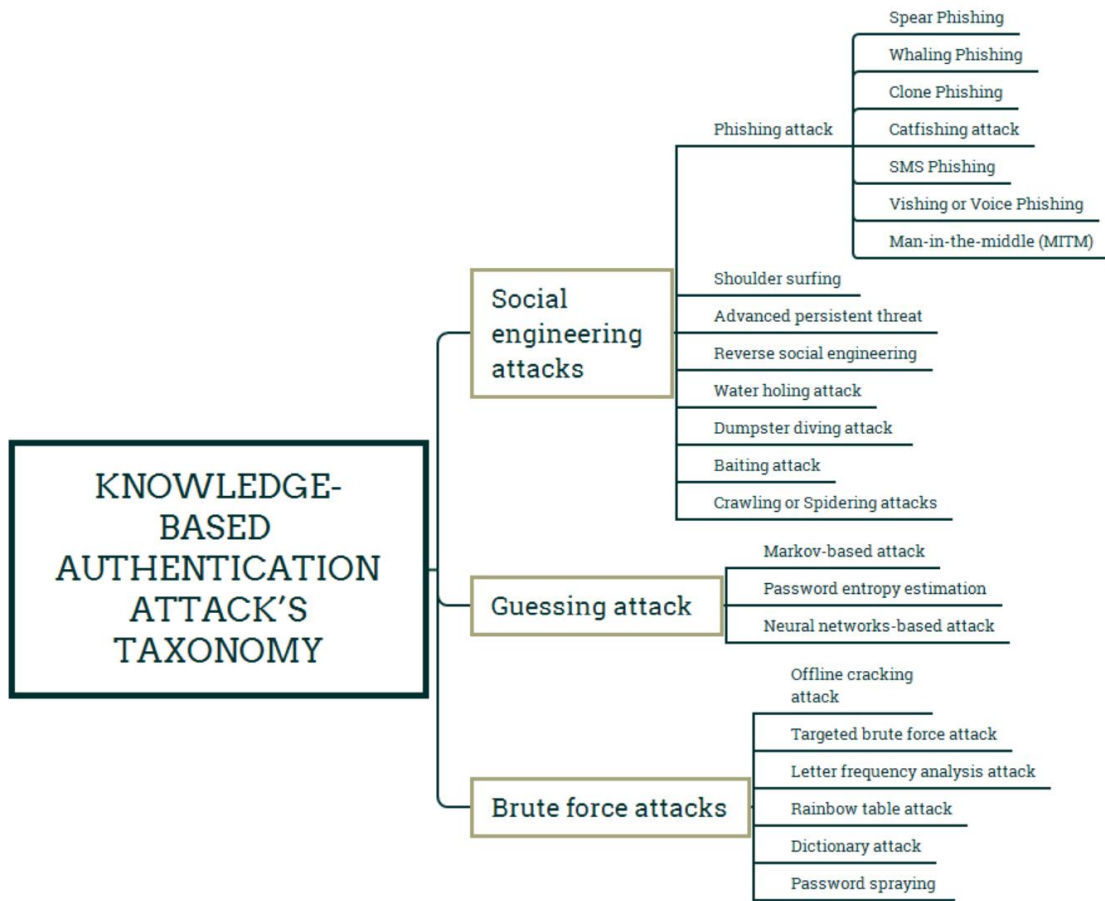 KNOWLEDGE-
BASED
AUTHENTICATION
ATTACK’S
TAXONOMY
Social
engineering
attacks
Phishing attack
Spear Phishing
Whaling Phishing
Clone Phishing
Catfishing attack
SMS Phishing
Vishing or Voice Phishing
Man-in-the-middle (MITM)
Shoulder surfing
Advanced persistent threat
Reverse social engineering
Water holing attack
Dumpster diving attack
Baiting attack
Crawling or Spidering attacks
Guessing attack
Markov-based attack
Password entropy estimation
Neural networks-based attack
Brute force attacks
Offline cracking
attack
Targeted brute force attack
Letter frequency analysis attack
Rainbow table attack
Dictionary attack
Password spraying